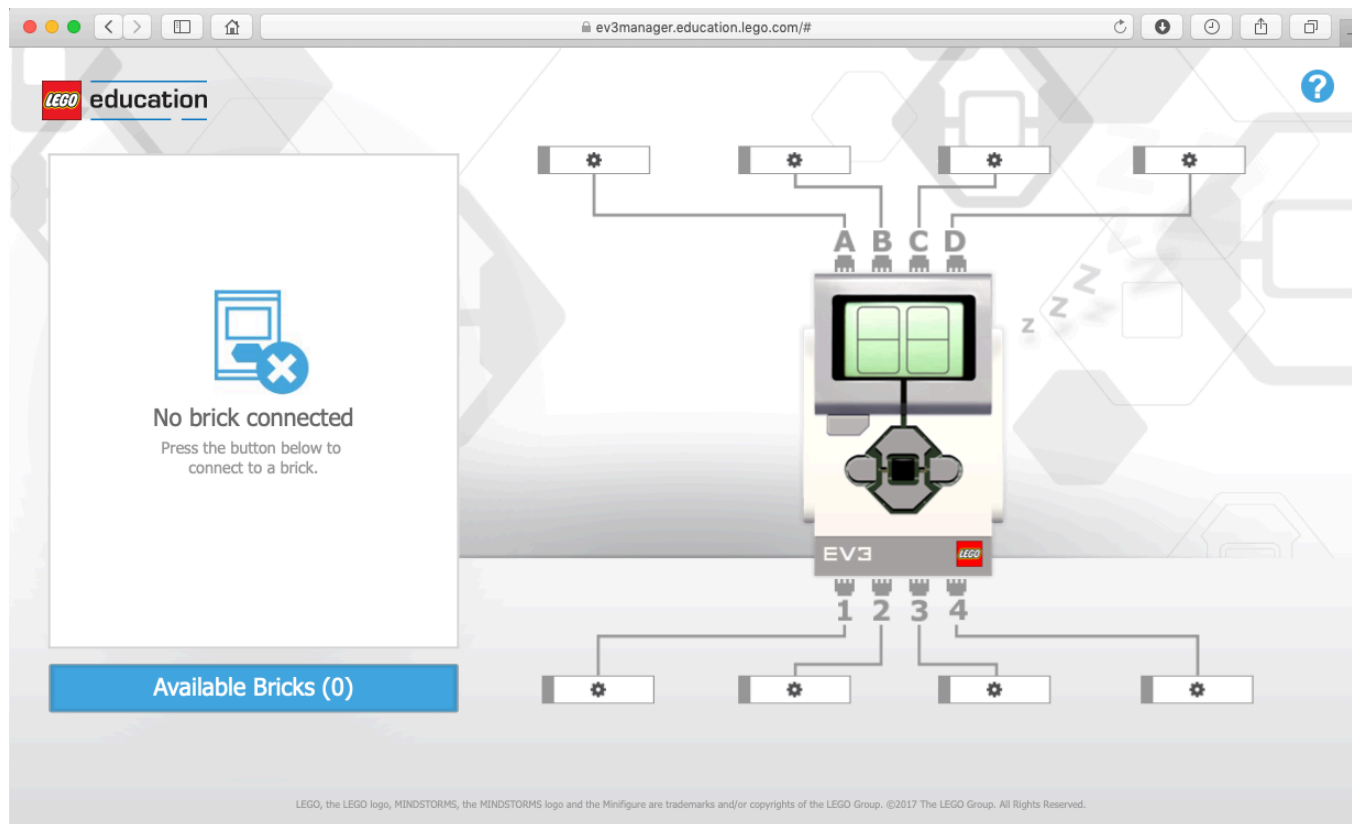 ev3manager.education.lego.com/#
LEGO education
?
A B C D
z Z Z Z
No brick connected
Press the button below to
connect to a brick.
EV3 LEGO
1 2 3 4
Available Bricks (0)
LEGO, the LEGO logo, MINDSTORMS, the MINDSTORMS logo and the Minifigure are trademarks and/or copyrights of the LEGO Group. ©2017 The LEGO Group. All Rights Reserved.